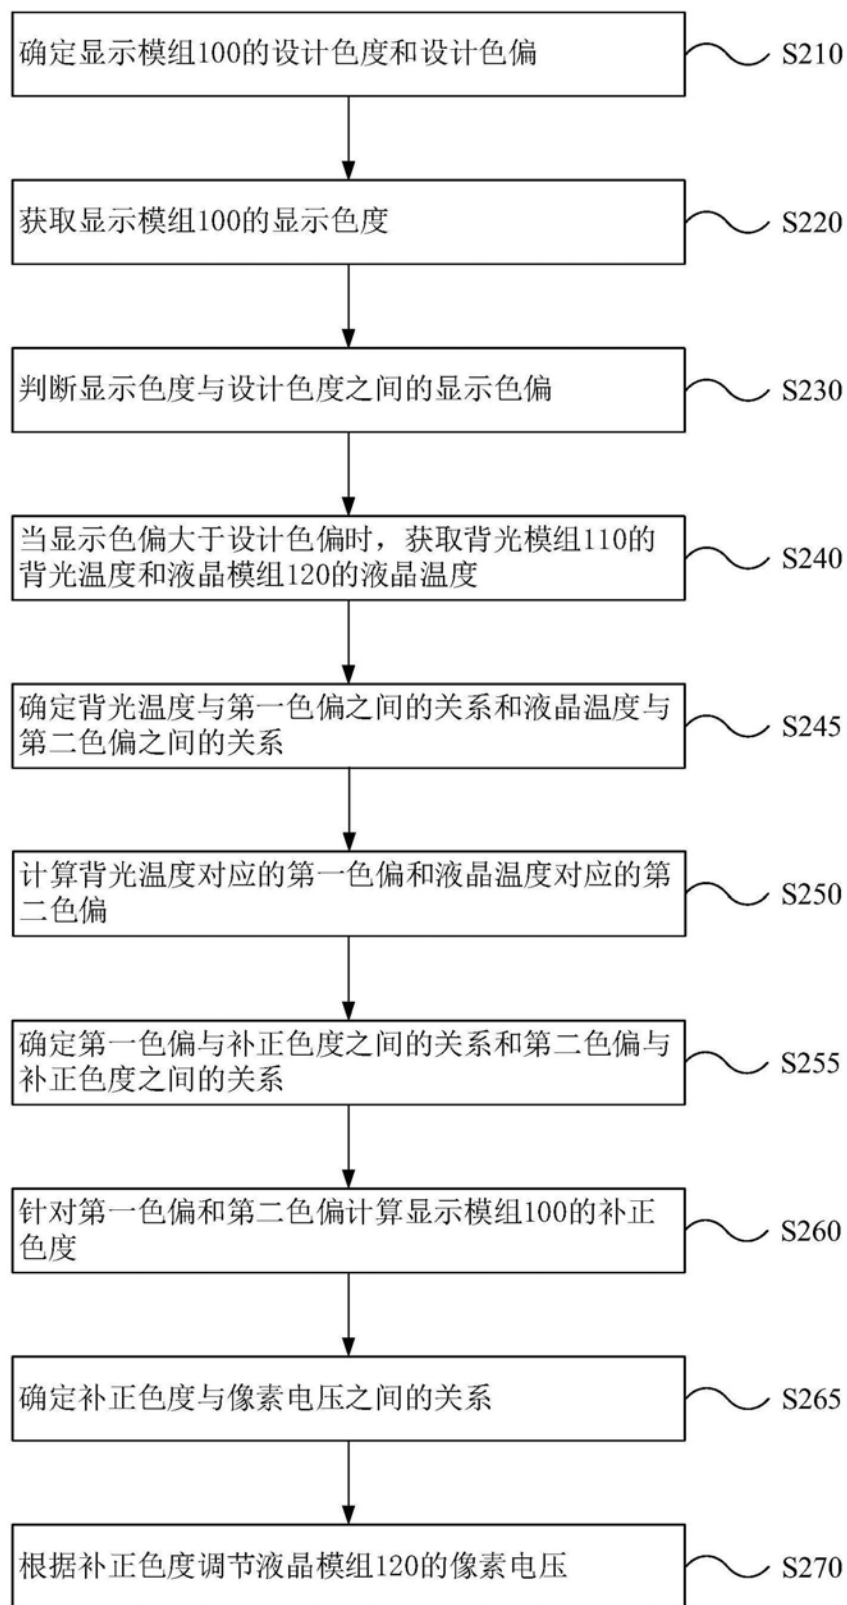 确定显示模组100的设计色度和设计色偏
S210
获取显示模组100的显示色度
S220
判断显示色度与设计色度之间的显示色偏
S230
当显示色偏大于设计色偏时，获取背光模组110的
背光温度和液晶模组120的液晶温度
S240
确定背光温度与第一色偏之间的关系和液晶温度与
第二色偏之间的关系
S245
计算背光温度对应的第一色偏和液晶温度对应的第
二色偏
S250
确定第一色偏与补正色度之间的关系和第二色偏与
补正色度之间的关系
S255
针对第一色偏和第二色偏计算显示模组100的补正
色度
S260
确定补正色度与像素电压之间的关系
S265
根据补正色度调节液晶模组120的像素电压
S270